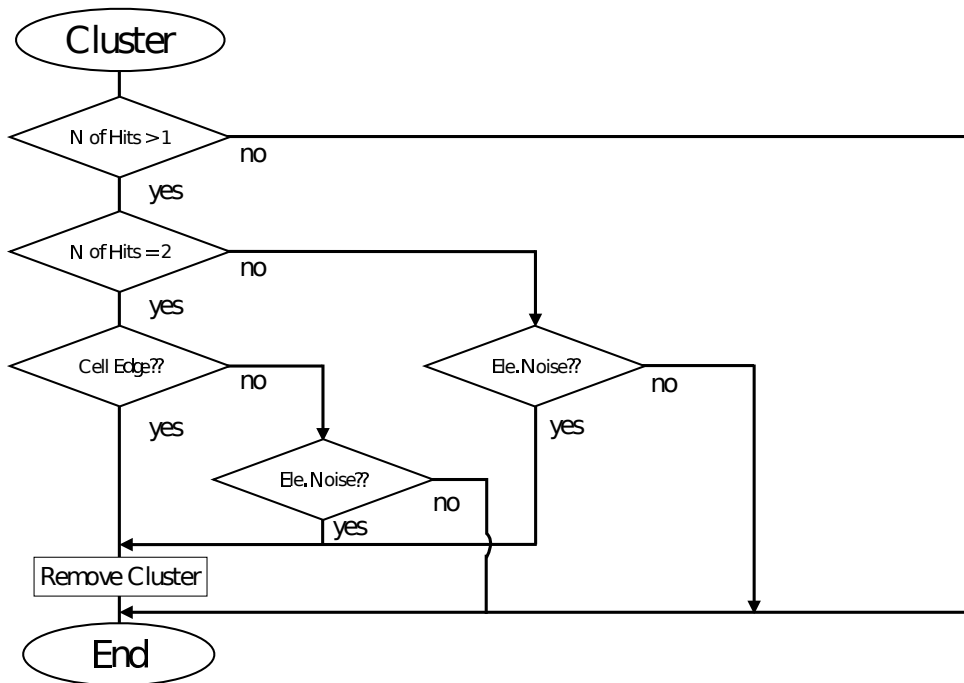 Cluster
N of Hits > 1
no
yes
N of Hits = 2
no
yes
Cell Edge??
no
yes
Ele. Noise??
no
yes
Ele. Noise??
no
yes
Remove Cluster
End